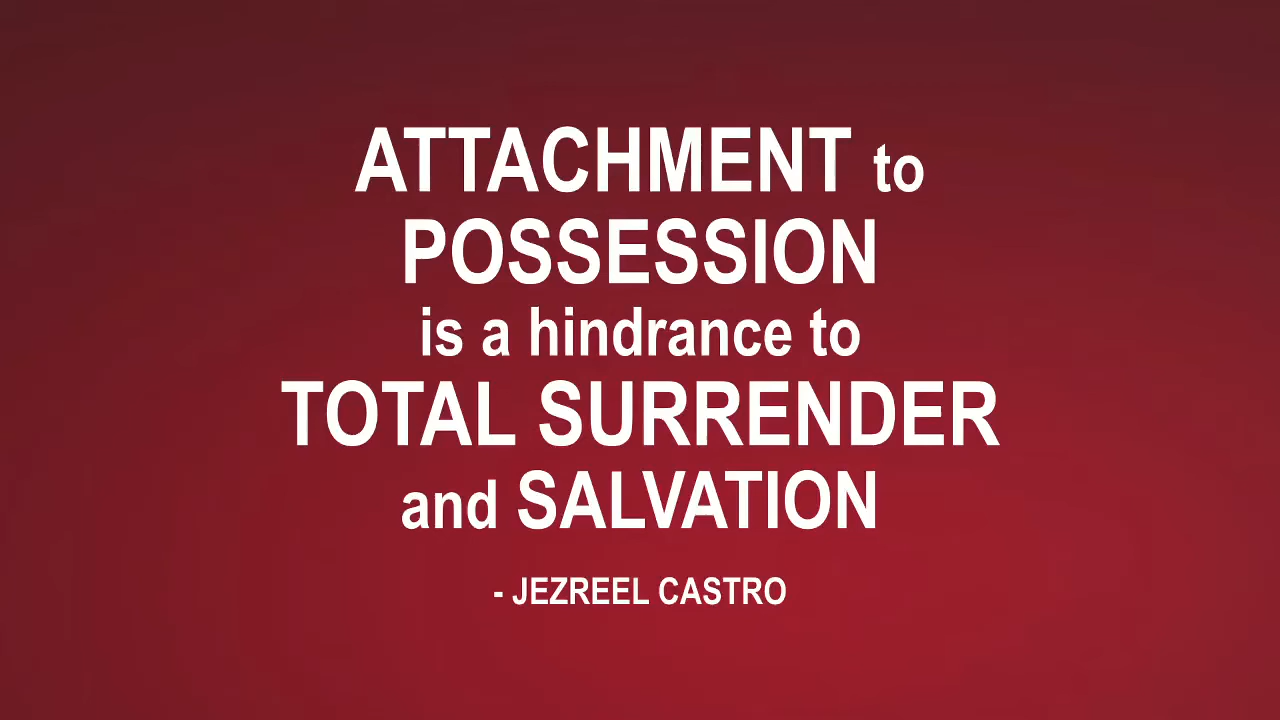 ATTACHMENT to
POSSESSION
is a hindrance to
TOTAL SURRENDER
and SALVATION
- JEZREEL CASTRO